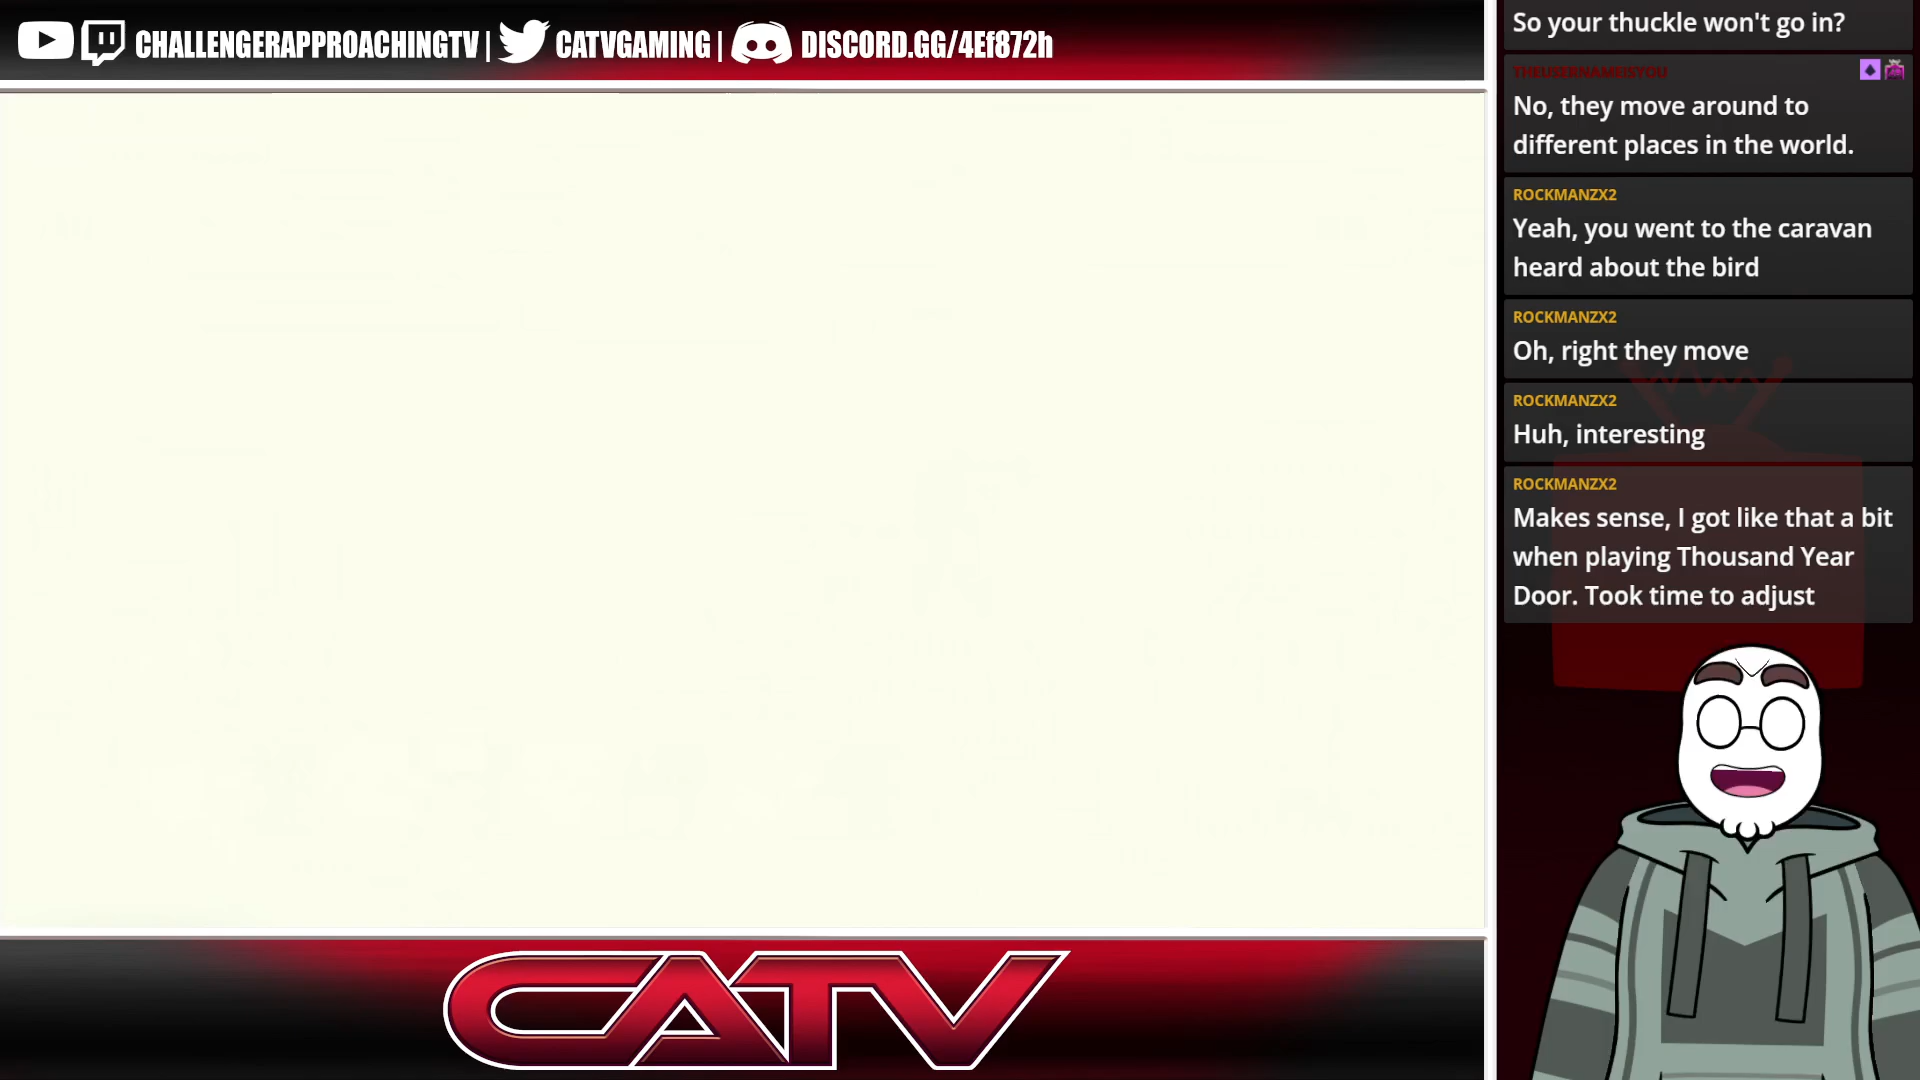 CHALLENGERAPPROACHINGTV | CATVGAMING | DISCORD.GG/4Ef872h
So your thuckle won't go in?
THEUSERNAMEISYOU
No, they move around to
different places in the world.
ROCKMANZX2
Yeah, you went to the caravan
heard about the bird
ROCKMANZX2
Oh, right they move
ROCKMANZX2
Huh, interesting
ROCKMANZX2
Makes sense, I got like that a bit
when playing Thousand Year
Door. Took time to adjust
CATV